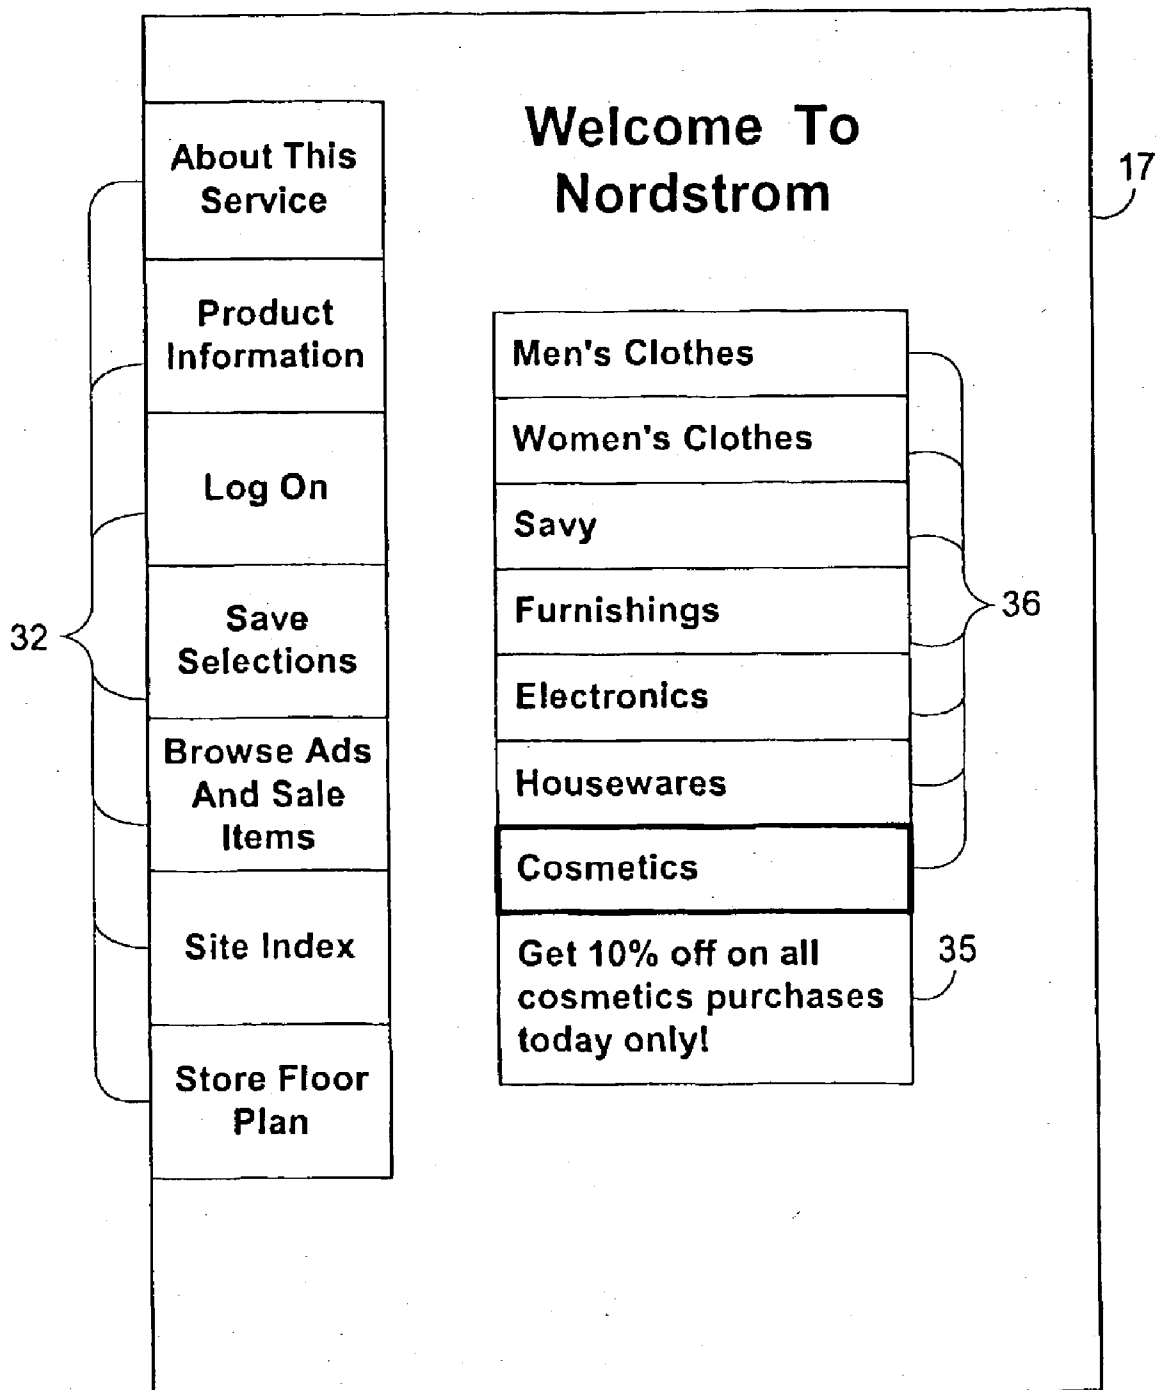 Welcome To
Nordstrom
17
About This
Service
Product
Information
Log On
Save
Selections
Browse Ads
And Sale
Items
Site Index
Store Floor
Plan
32
Men's Clothes
Women's Clothes
Savy
Furnishings
Electronics
Housewares
Cosmetics
36
Get 10% off on all
cosmetics purchases
today only!
35